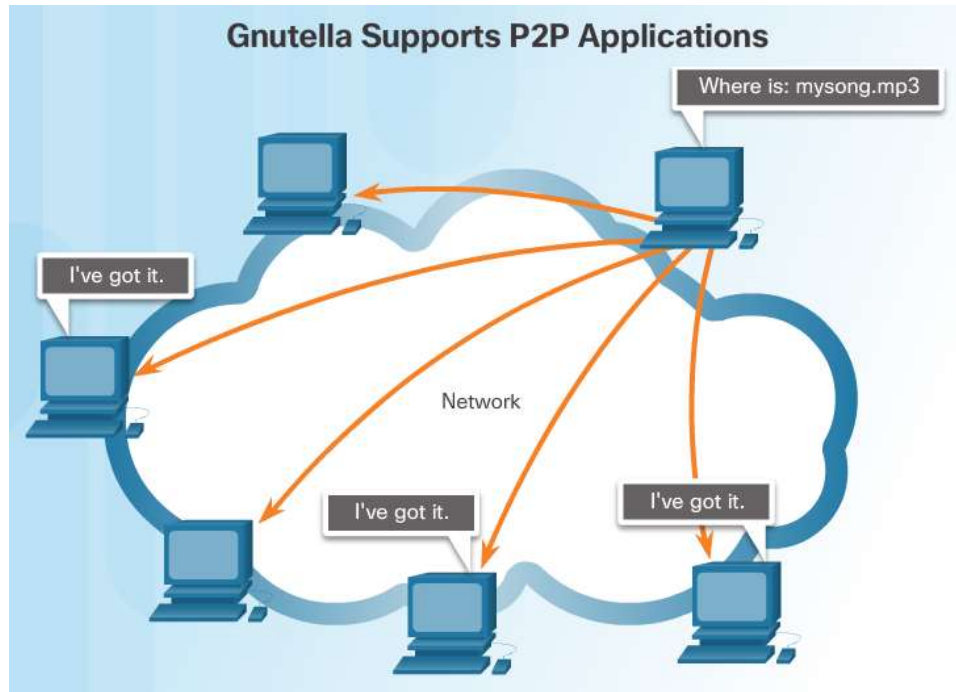 Gnutella Supports P2P Applications
Where is: mysong.mp3
I've got it.
Network
I've got it.
I've got it.